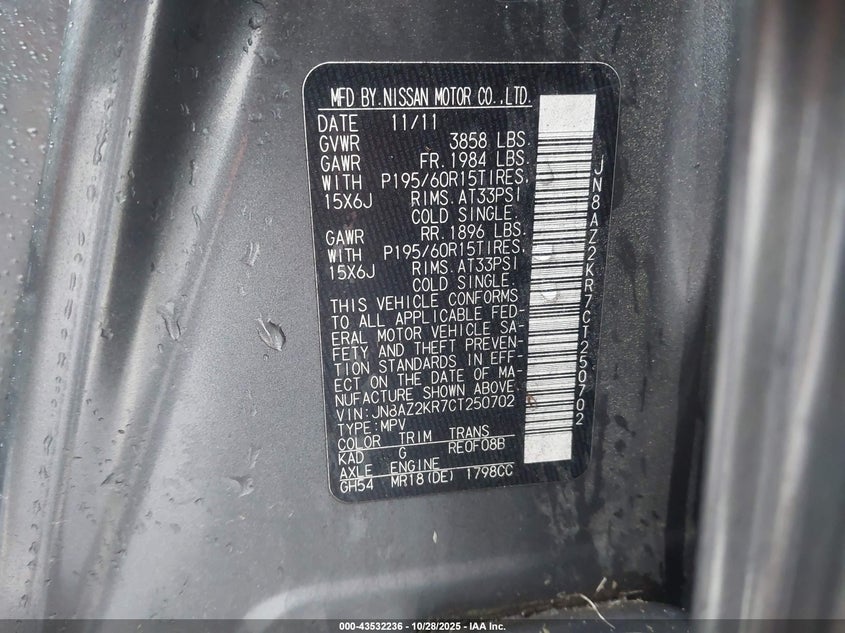 MFD BY.NISSAN MOTOR CO.,LTD.
DATE 11/11
GVWR 3858 LBS.
GAWR FR.1984 LBS.
WITH P195/60R15TIRES,
15X6J RIMS.AT33PSI
COLD SINGLE.
GAWR RR.1896 LBS.
WITH P195/60R15TIRES,
15X6J RIMS.AT33PSI
COLD SINGLE.
THIS VEHICLE CONFORMS
TO ALL APPLICABLE FED-
ERAL MOTOR VEHICLE SA-
FETY AND THEFT PREVEN-
TION STANDARDS IN EFF-
ECT ON THE DATE OF MA-
NUFACTURE SHOWN ABOVE.
VIN:JN8AZ2KR7CT250702
TYPE:MPV
COLOR TRIM TRANS
KAD G RE0F08B
AXLE ENGINE
GH54 MR18(DE) 1798CC
JN8AZ2KR7CT250702
000-43532236 - 10/28/2025 - IAA Inc.